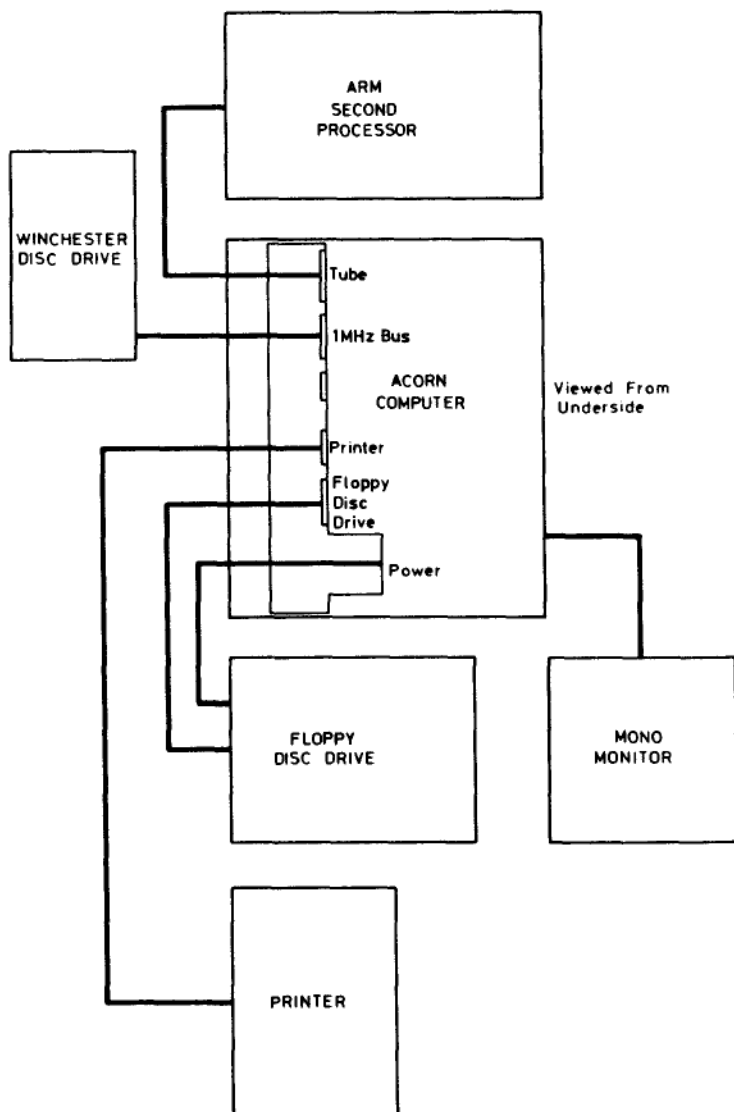 ARM
SECOND
PROCESSOR
WINCHESTER
DISC DRIVE
Tube
1MHz Bus
ACORN
COMPUTER
Viewed From
Underside
Printer
Floppy
Disc
Drive
Power
FLOPPY
DISC DRIVE
MONO
MONITOR
PRINTER